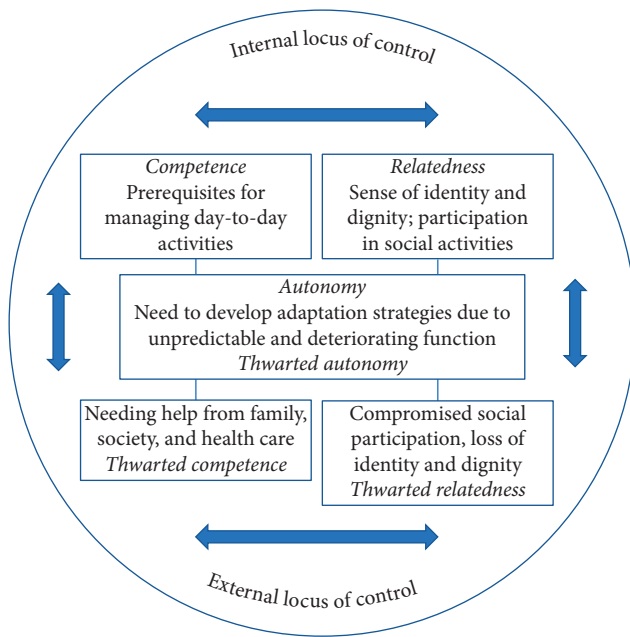 Internal locus of control
Competence
Prerequisites for
managing day-to-day
activities
Relatedness
Sense of identity and
dignity; participation
in social activities
Autonomy
Need to develop adaptation strategies due to
unpredictable and deteriorating function
Thwarted autonomy
Needing help from family,
society, and health care
Thwarted competence
Compromised social
participation, loss of
identity and dignity
Thwarted relatedness
External locus of control